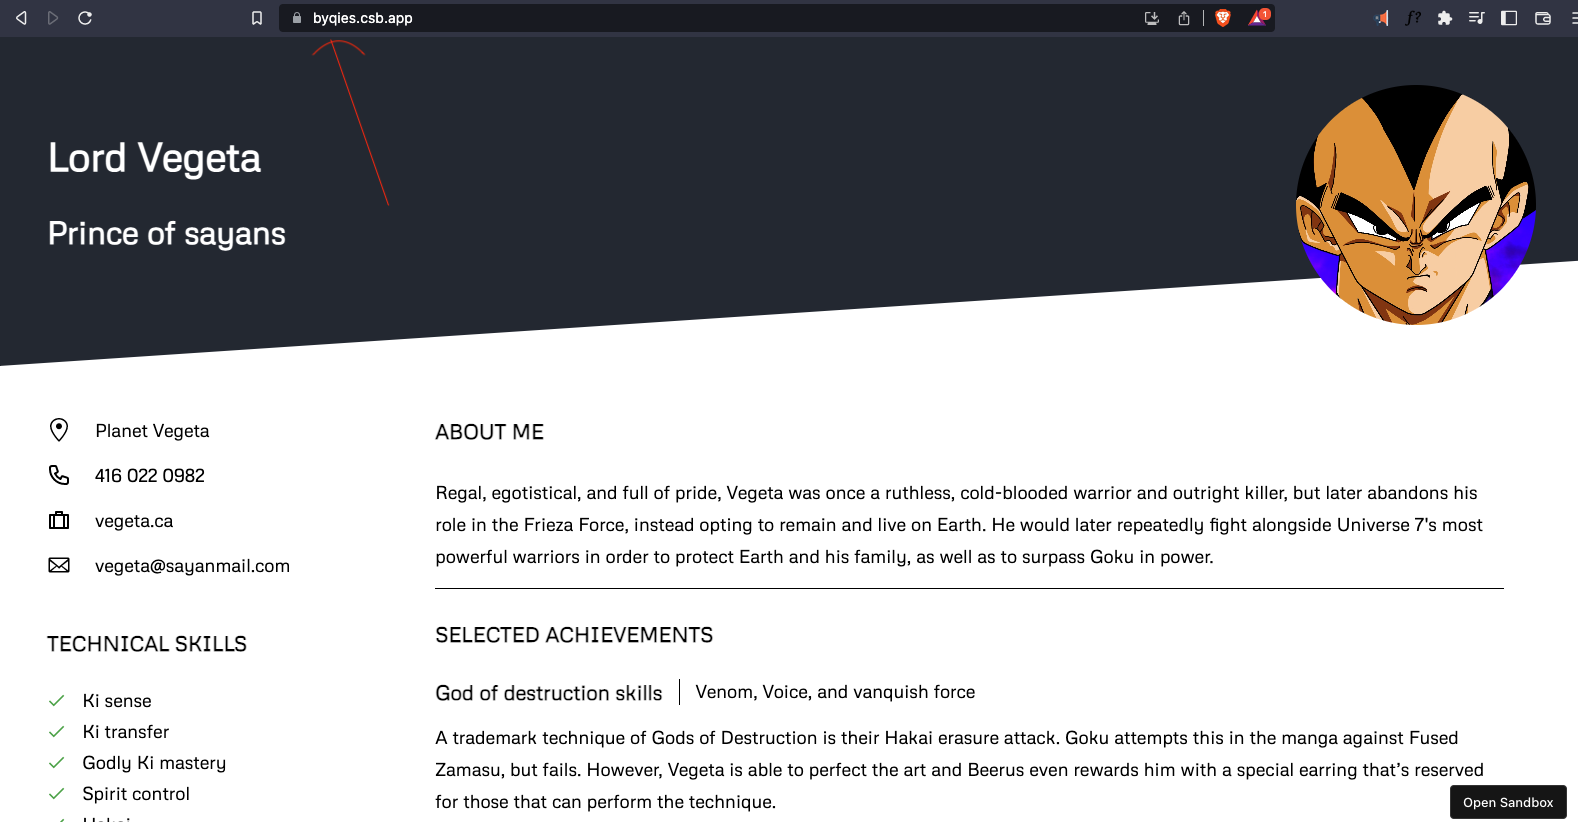 byqies.csb.app
1
f?
Lord Vegeta
Prince of sayans
Planet Vegeta
416 022 0982
vegeta.ca
vegeta@sayanmail.com
TECHNICAL SKILLS
Ki sense
Ki transfer
Godly Ki mastery
Spirit control
Hakai
ABOUT ME
Regal, egotistical, and full of pride, Vegeta was once a ruthless, cold-blooded warrior and outright killer, but later abandons his
role in the Frieza Force, instead opting to remain and live on Earth. He would later repeatedly fight alongside Universe 7's most
powerful warriors in order to protect Earth and his family, as well as to surpass Goku in power.
SELECTED ACHIEVEMENTS
God of destruction skills | Venom, Voice, and vanquish force
A trademark technique of Gods of Destruction is their Hakai erasure attack. Goku attempts this in the manga against Fused
Zamasu, but fails. However, Vegeta is able to perfect the art and Beerus even rewards him with a special earring that’s reserved
for those that can perform the technique.
Open Sandbox